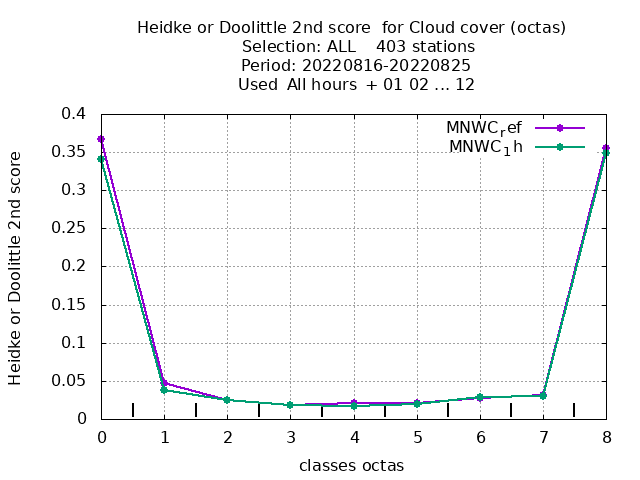 Heidke or Doolittle 2nd score  for Cloud cover (octas)
Selection: ALL    403 stations
Period: 20220816-20220825
Used  All hours  + 01 02 ... 12
MNWCref
MNWC1h
0.4
0.35
0.3
0.25
0.2
0.15
0.1
0.05
0
Heidke or Doolittle 2nd score
0 1 2 3 4 5 6 7 8
classes octas